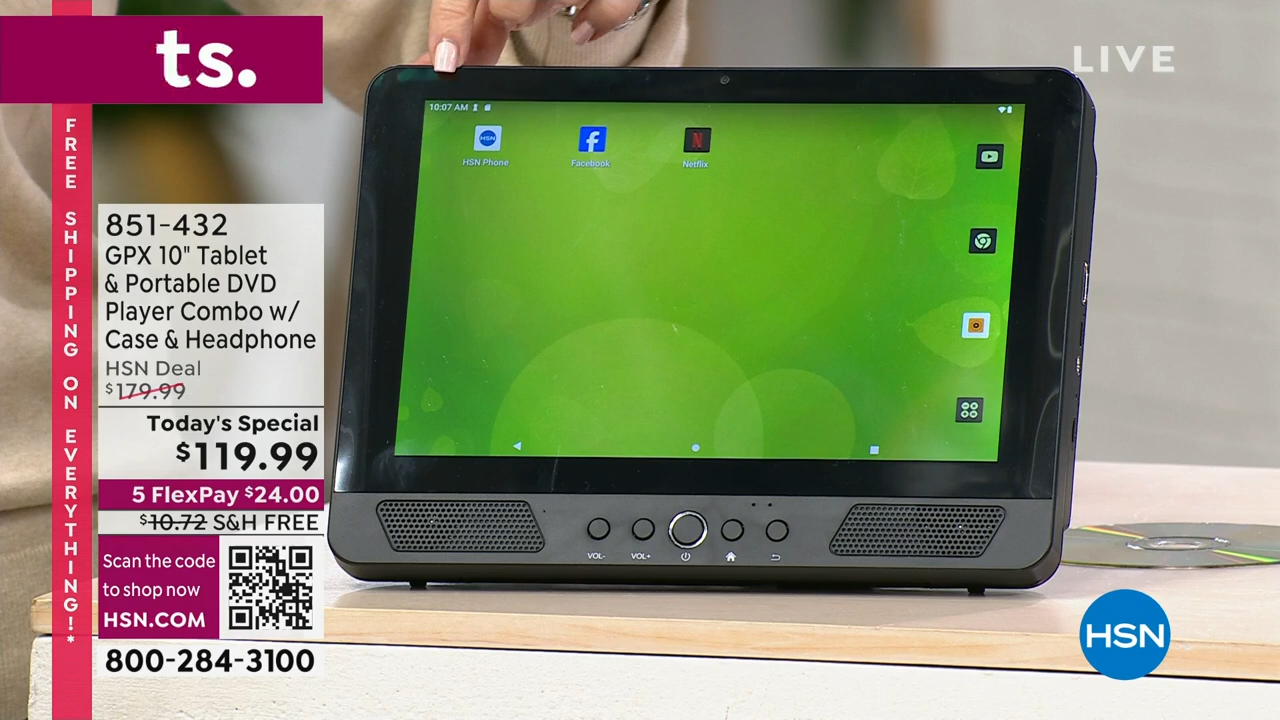 ts.
LIVE
FREE SHIPPING ON EVERYTHING!*
851-432
GPX 10" Tablet
& Portable DVD
Player Combo w/
Case & Headphone
HSN Deal
$179.99
Today's Special
$119.99
5 FlexPay $24.00
$10.72 S&H FREE
Scan the code
to shop now
HSN.COM
800-284-3100
10:07 AM
HSN
HSN Phone
Facebook
N
Netflix
VOL-
VOL+
HSN